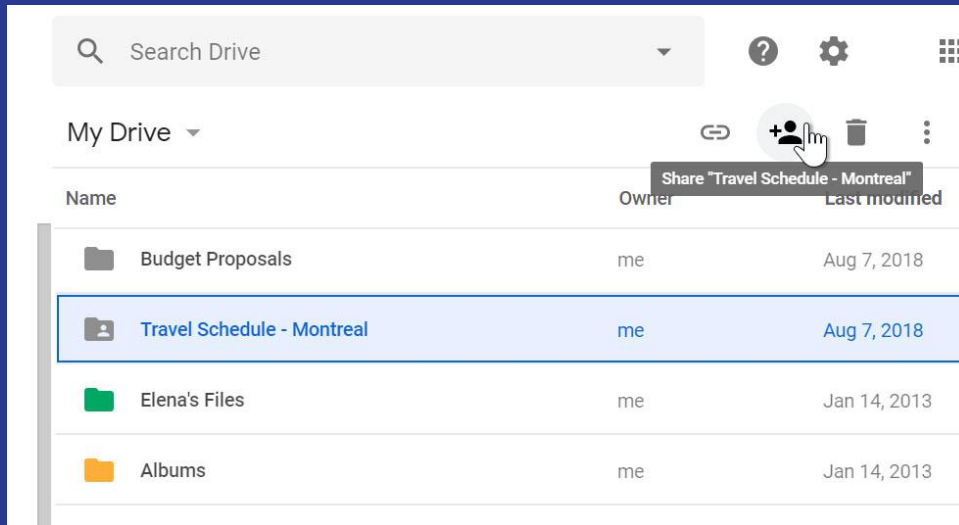 Search Drive
My Drive
Share "Travel Schedule - Montreal"
Name Owner Last modified
Budget Proposals me Aug 7, 2018
Travel Schedule - Montreal me Aug 7, 2018
Elena's Files me Jan 14, 2013
Albums me Jan 14, 2013